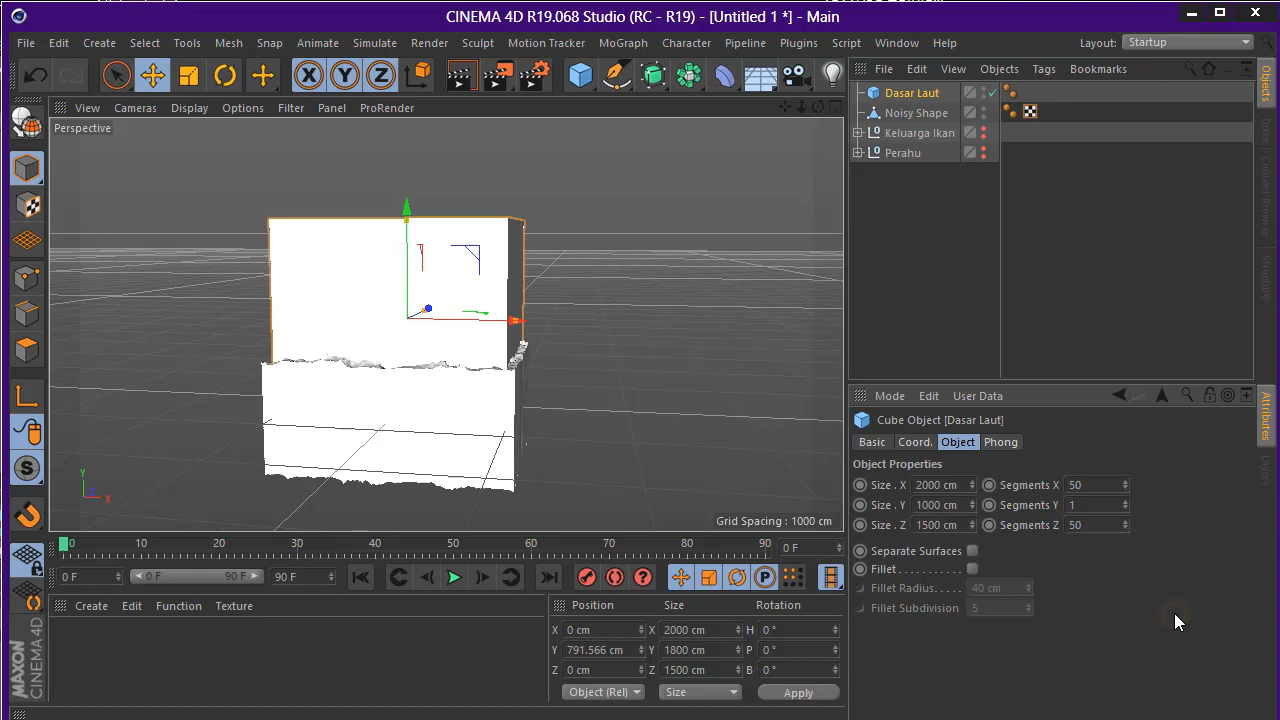 CINEMA 4D R19.068 Studio (RC - R19) - [Untitled 1 *] - Main
File Edit Create Select Tools Mesh Snap Animate Simulate Render Sculpt Motion Tracker MoGraph Character Pipeline Plugins Script Window Help Layout: Startup
X Y Z
File Edit View Objects Tags Bookmarks
View Cameras Display Options Filter Panel ProRender
Perspective
Dasar Laut
Noisy Shape
Keluarga Ikan
Perahu
Objects
Takes
Content Browser
Structure
Mode Edit User Data
Cube Object [Dasar Laut]
Basic Coord. Object Phong
Object Properties
Size . X 2000 cm Segments X 50
Size . Y 1000 cm Segments Y 1
Size . Z 1500 cm Segments Z 50
Separate Surfaces
Fillet . . . . . . . . . . .
Fillet Radius. . . . . 40 cm
Fillet Subdivision 5
Attributes
Layers
Y
Z
X
Grid Spacing : 1000 cm
0 10 20 30 40 50 60 70 80 90 0 F
0 F 0 F 90 F 90 F
P
S
Create Edit Function Texture
Position Size Rotation
X 0 cm X 2000 cm H 0 °
Y 791.566 cm Y 1800 cm P 0 °
Z 0 cm Z 1500 cm B 0 °
Object (Rel) Size Apply
MAXON
CINEMA 4D